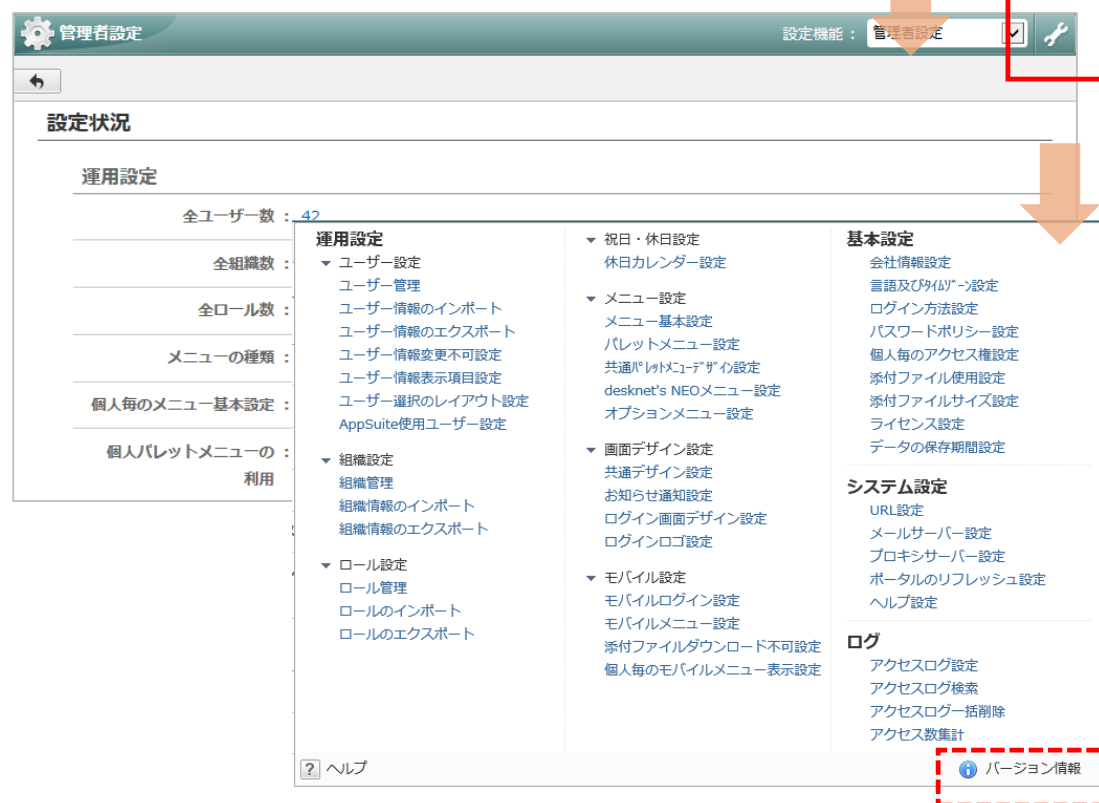 管理者設定
設定機能: 管理者設定
設定状況
運用設定
全ユーザー数 : 42
全組織数 :
全ロール数 :
メニューの種類 :
個人毎のメニュー基本設定 :
個人パレットメニューの :
利用
運用設定
▼ ユーザー設定
ユーザー管理
ユーザー情報のインポート
ユーザー情報のエクスポート
ユーザー情報変更不可設定
ユーザー情報表示項目設定
ユーザー選択のレイアウト設定
AppSuite使用ユーザー設定
▼ 組織設定
組織管理
組織情報のインポート
組織情報のエクスポート
▼ ロール設定
ロール管理
ロールのインポート
ロールのエクスポート
▼ 祝日・休日設定
休日カレンダー設定
▼ メニュー設定
メニュー基本設定
パレットメニュー設定
共通ﾊﾟﾚｯﾄﾒﾆｭｰﾃﾞｻﾞｲﾝ設定
desknet's NEOメニュー設定
オプションメニュー設定
▼ 画面デザイン設定
共通デザイン設定
お知らせ通知設定
ログイン画面デザイン設定
ログインロゴ設定
▼ モバイル設定
モバイルログイン設定
モバイルメニュー設定
添付ファイルダウンロード不可設定
個人毎のモバイルメニュー表示設定
基本設定
会社情報設定
言語及びﾀｲﾑｿﾞｰﾝ設定
ログイン方法設定
パスワードポリシー設定
個人毎のアクセス権設定
添付ファイル使用設定
添付ファイルサイズ設定
ライセンス設定
データの保存期間設定
システム設定
URL設定
メールサーバー設定
プロキシサーバー設定
ポータルのリフレッシュ設定
ヘルプ設定
ログ
アクセスログ設定
アクセスログ検索
アクセスログ一括削除
アクセス数集計
? ヘルプ
バージョン情報